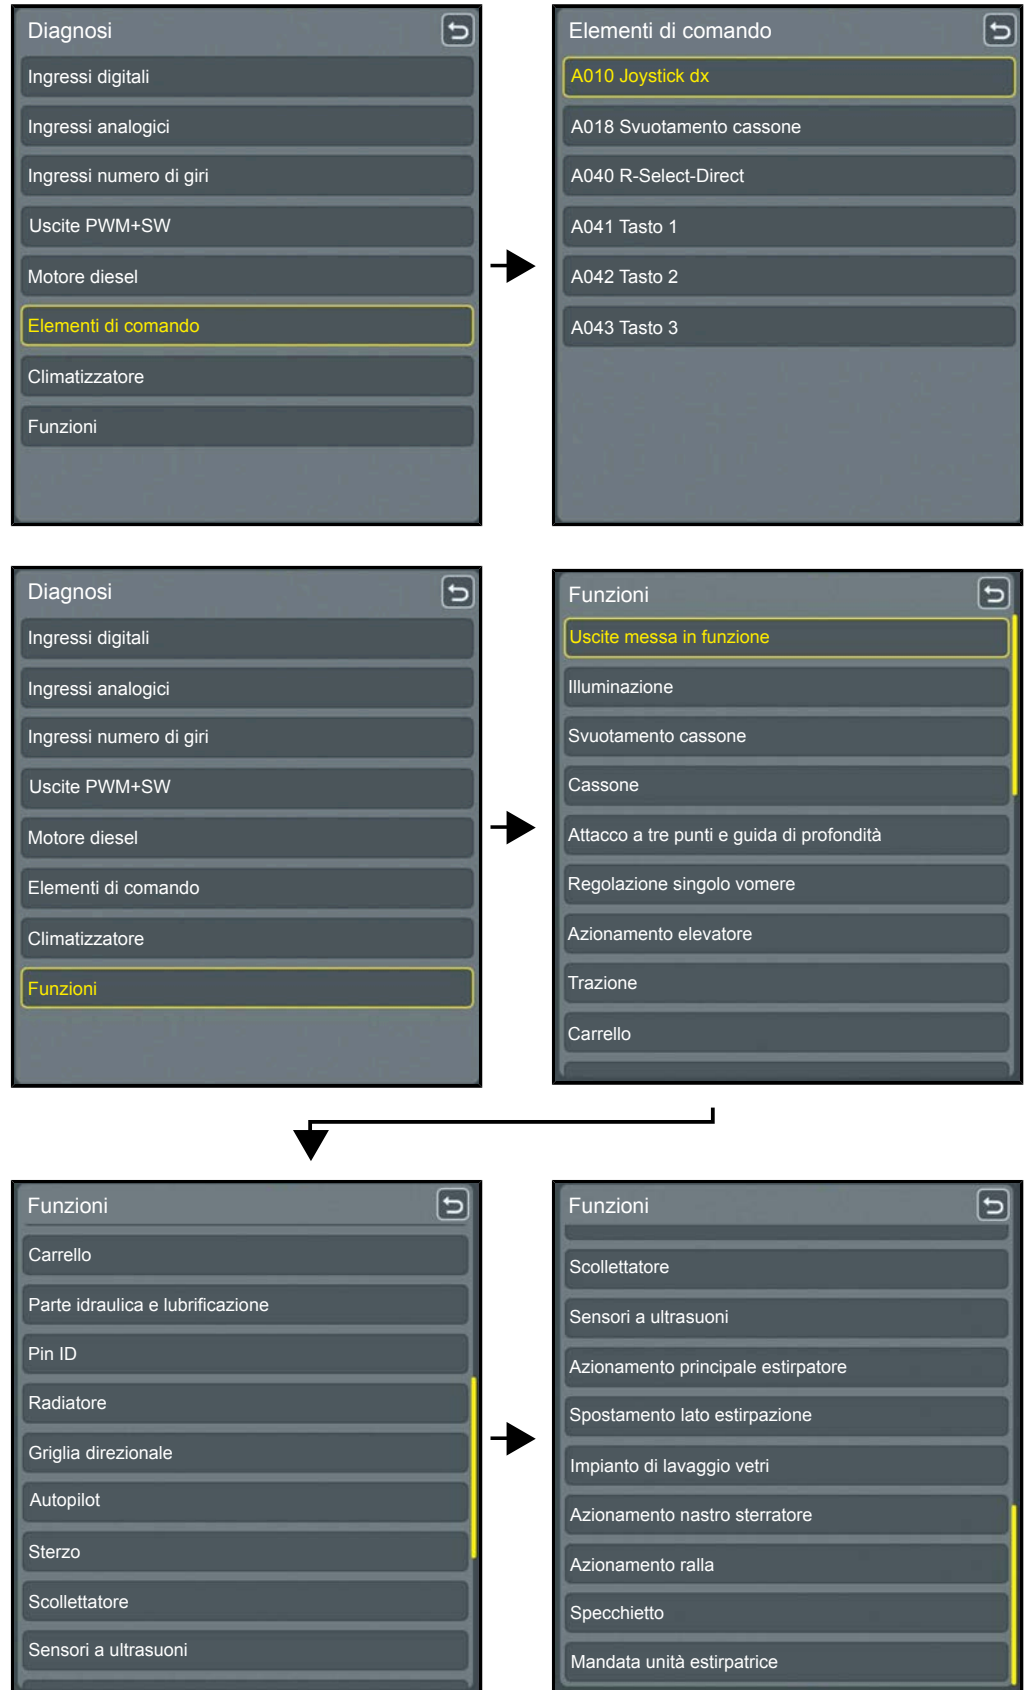 Diagnosi
Ingressi digitali
Ingressi analogici
Ingressi numero di giri
Uscite PWM+SW
Motore diesel
Elementi di comando
Climatizzatore
Funzioni
Elementi di comando
A010 Joystick dx
A018 Svuotamento cassone
A040 R-Select-Direct
A041 Tasto 1
A042 Tasto 2
A043 Tasto 3
Diagnosi
Ingressi digitali
Ingressi analogici
Ingressi numero di giri
Uscite PWM+SW
Motore diesel
Elementi di comando
Climatizzatore
Funzioni
Funzioni
Uscite messa in funzione
Illuminazione
Svuotamento cassone
Cassone
Attacco a tre punti e guida di profondità
Regolazione singolo vomere
Azionamento elevatore
Trazione
Carrello
Funzioni
Carrello
Parte idraulica e lubrificazione
Pin ID
Radiatore
Griglia direzionale
Autopilot
Sterzo
Scollettatore
Sensori a ultrasuoni
Funzioni
Scollettatore
Sensori a ultrasuoni
Azionamento principale estirpatore
Spostamento lato estirpazione
Impianto di lavaggio vetri
Azionamento nastro sterratore
Azionamento ralla
Specchietto
Mandata unità estirpatrice